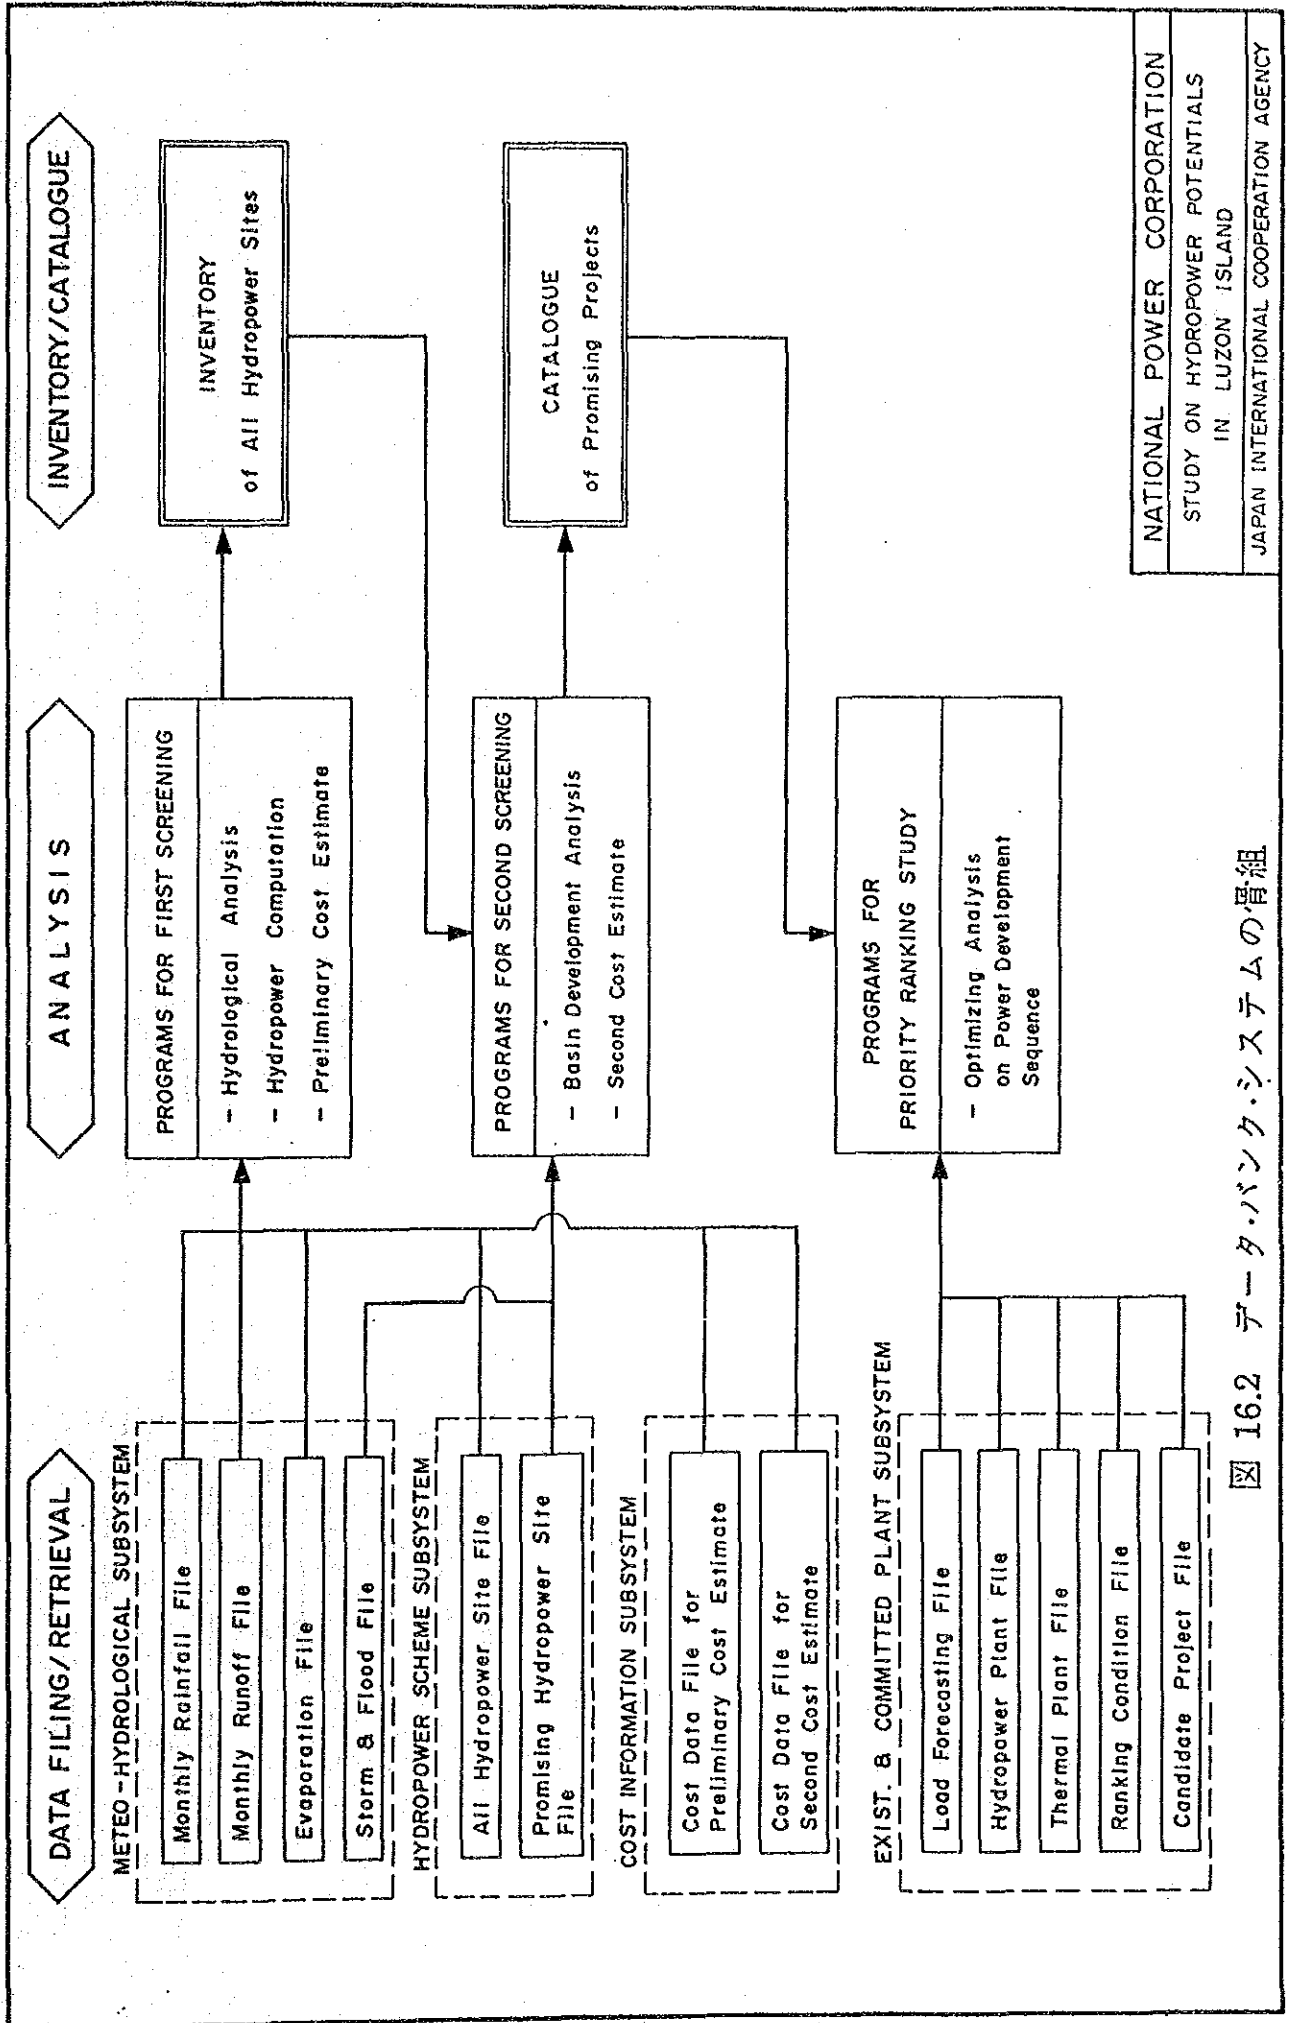 DATA FILING/RETRIEVAL
ANALYSIS
INVENTORY/CATALOGUE
METEO-HYDROLOGICAL SUBSYSTEM
Monthly Rainfall File
Monthly Runoff File
Evaporation File
Storm & Flood File
HYDROPOWER SCHEME SUBSYSTEM
All Hydropower Site File
Promising Hydropower Site
File
COST INFORMATION SUBSYSTEM
Cost Data File for
Preliminary Cost Estimate
Cost Data File for
Second Cost Estimate
EXIST. & COMMITTED PLANT SUBSYSTEM
Load Forecasting File
Hydropower Plant File
Thermal Plant File
Ranking Condition File
Candidate Project File
PROGRAMS FOR FIRST SCREENING
- Hydrological Analysis
- Hydropower Computation
- Preliminary Cost Estimate
PROGRAMS FOR SECOND SCREENING
- Basin Development Analysis
- Second Cost Estimate
PROGRAMS FOR
PRIORITY RANKING STUDY
- Optimizing Analysis
on Power Development
Sequence
INVENTORY
of All Hydropower Sites
CATALOGUE
of Promising Projects
NATIONAL POWER CORPORATION
STUDY ON HYDROPOWER POTENTIALS
IN LUZON ISLAND
JAPAN INTERNATIONAL COOPERATION AGENCY
図 16.2 データ・バンク・システムの骨組